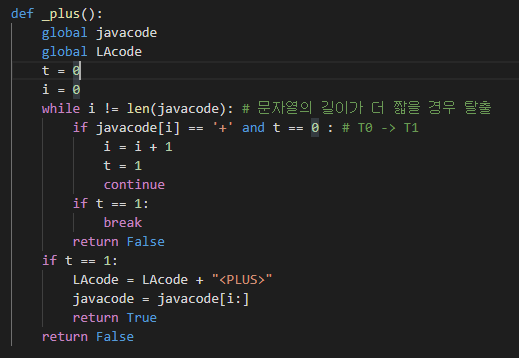 def _plus():
    global javacode
    global LAcode
    t = 0
    i = 0
    while i != len(javacode): # 문자열의 길이가 더 짧을 경우 탈출
        if javacode[i] == '+' and t == 0 : # T0 -> T1
            i = i + 1
            t = 1
            continue
        if t == 1:
            break
        return False
    if t == 1:
        LAcode = LAcode + "<PLUS>"
        javacode = javacode[i:]
        return True
    return False